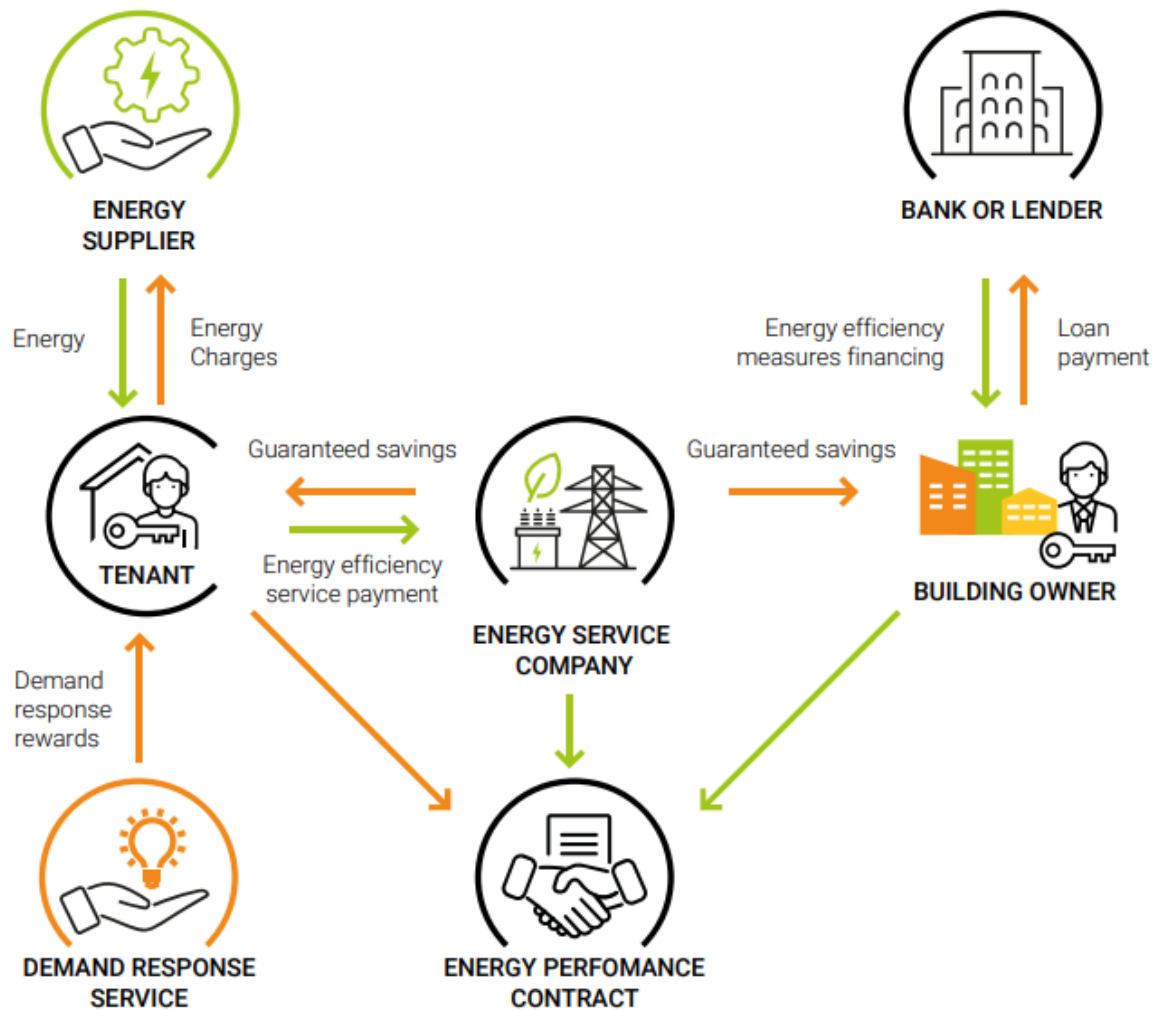 ENERGY
SUPPLIER
BANK OR LENDER
Energy
Energy
Charges
Energy efficiency
measures financing
Loan
payment
Guaranteed savings
Guaranteed savings
TENANT
Energy efficiency
service payment
BUILDING OWNER
ENERGY SERVICE
COMPANY
Demand
response
rewards
DEMAND RESPONSE
SERVICE
ENERGY PERFOMANCE
CONTRACT